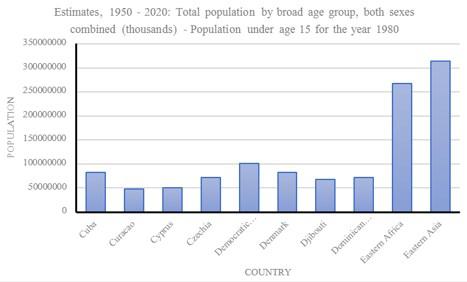 Estimates, 1950 - 2020: Total population by broad age group, both sexes
combined (thousands) - Population under age 15 for the year 1980
350000000
300000000
250000000
200000000
150000000
100000000
50000000
0
POPULATION
Cuba
Curacao
Cyprus
Czechia
Democratic...
Denmark
Djibouti
Dominican...
Eastern Africa
Eastern Asia
COUNTRY